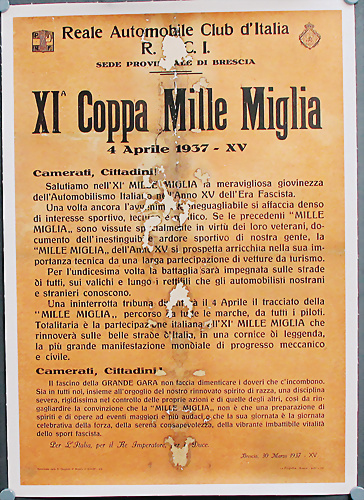 Reale Automobile Club d'Italia
R. C. I.
SEDE DI BRESCIA
XIª Coppa Mille Miglia
4 Aprile 1937 - XV
Camerati, Cittadini
Salutiamo nell'XIª MILLE MIGLIA la meravigliosa giovinezza
dell'Automobilismo Italiano nell'Anno XV dell'Era Fascista.
Una volta ancora ineguagliabile si affaccia denso
di interesse sportivo, Se le precedenti "MILLE
MIGLIA„ sono vissute in virtù dei loro veterani, do-
cumento dell'inestinguibile ardore sportivo di nostra gente, la
"MILLE MIGLIA„ dell'Anno XV si prospetta arricchita nella sua im-
portanza tecnica da una larga partecipazione di vetture da turismo.
Per l'undicesima volta la battaglia sarà impegnata sulle strade
di tutti, sui valichi e lungo i rettifili che gli automobilisti nostrani
e stranieri conoscono.
Una ininterrotta tribuna il 4 Aprile il tracciato della
"MILLE MIGLIA„ percorso tutte le marche, da tutti i piloti.
Totalitaria è la partecipazione italiana all'XIª MILLE MIGLIA che
rinnoverà sulle belle strade d'Italia, in una cornice di leggenda,
la più grande manifestazione mondiale di progresso meccanico
e civile.
Camerati, Cittadini
Il fascino della GRANDE GARA non faccia dimenticare i doveri che c'incombono.
Sia in tutti noi, insieme all'orgoglio del nostro rinnovato spirito di razza, una disciplina
severa, rigidissima nel controllo delle proprie azioni e di quelle degli altri, così da rin-
gagliardire la convinzione che la "MILLE MIGLIA„ non è che una preparazione di
spiriti e di opere ad eventi maggiori e più audaci, che la sua giornata è la giornata
celebrativa della forza, della serena consapevolezza, della vibrante imbattibile vitalità
dello sport fascista.
Per L'Italia, per il Re Imperatore, per il Duce.
Brescia, 30 Marzo 1937 - XV